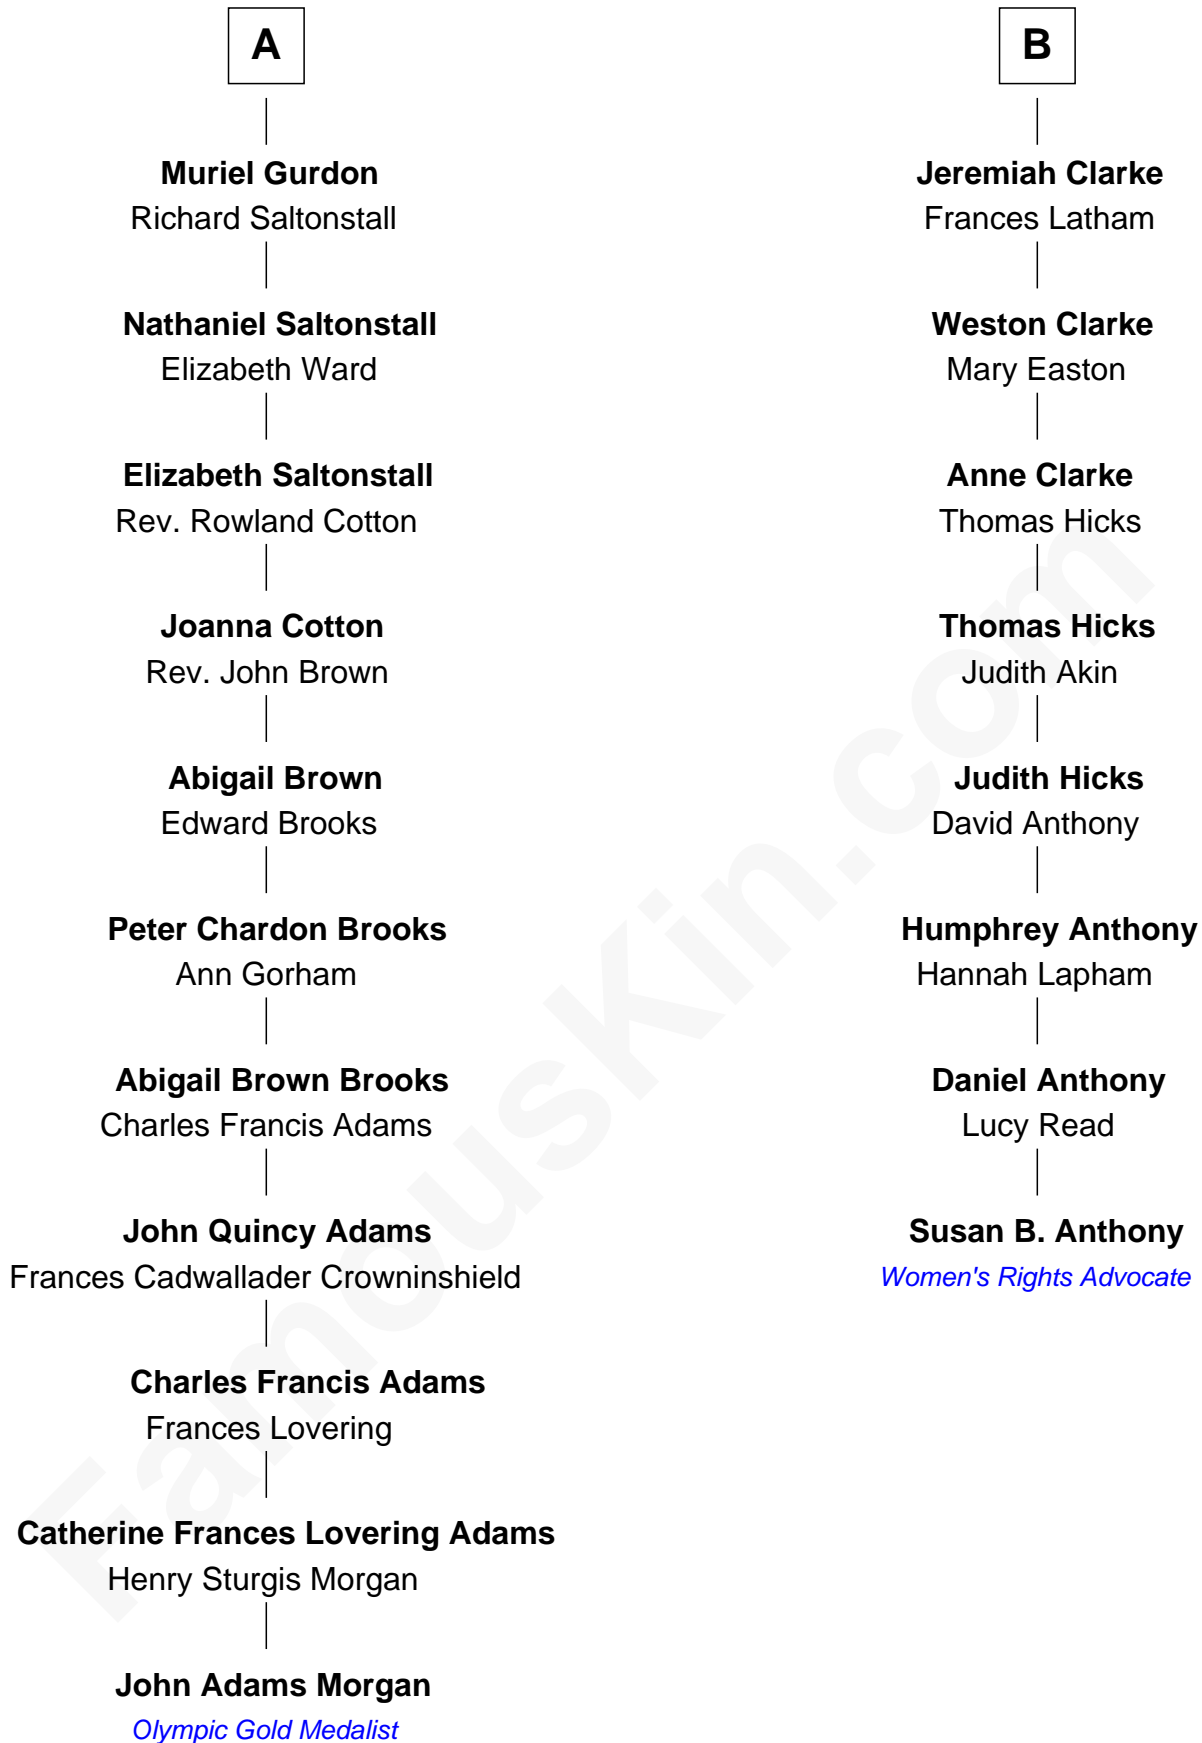 A
Muriel Gurdon
Richard Saltonstall
Nathaniel Saltonstall
Elizabeth Ward
Elizabeth Saltonstall
Rev. Rowland Cotton
Joanna Cotton
Rev. John Brown
Abigail Brown
Edward Brooks
Peter Chardon Brooks
Ann Gorham
Abigail Brown Brooks
Charles Francis Adams
John Quincy Adams
Frances Cadwallader Crowninshield
Charles Francis Adams
Frances Lovering
Catherine Frances Lovering Adams
Henry Sturgis Morgan
John Adams Morgan
Olympic Gold Medalist
B
Jeremiah Clarke
Frances Latham
Weston Clarke
Mary Easton
Anne Clarke
Thomas Hicks
Thomas Hicks
Judith Akin
Judith Hicks
David Anthony
Humphrey Anthony
Hannah Lapham
Daniel Anthony
Lucy Read
Susan B. Anthony
Women's Rights Advocate
FamousKin.com